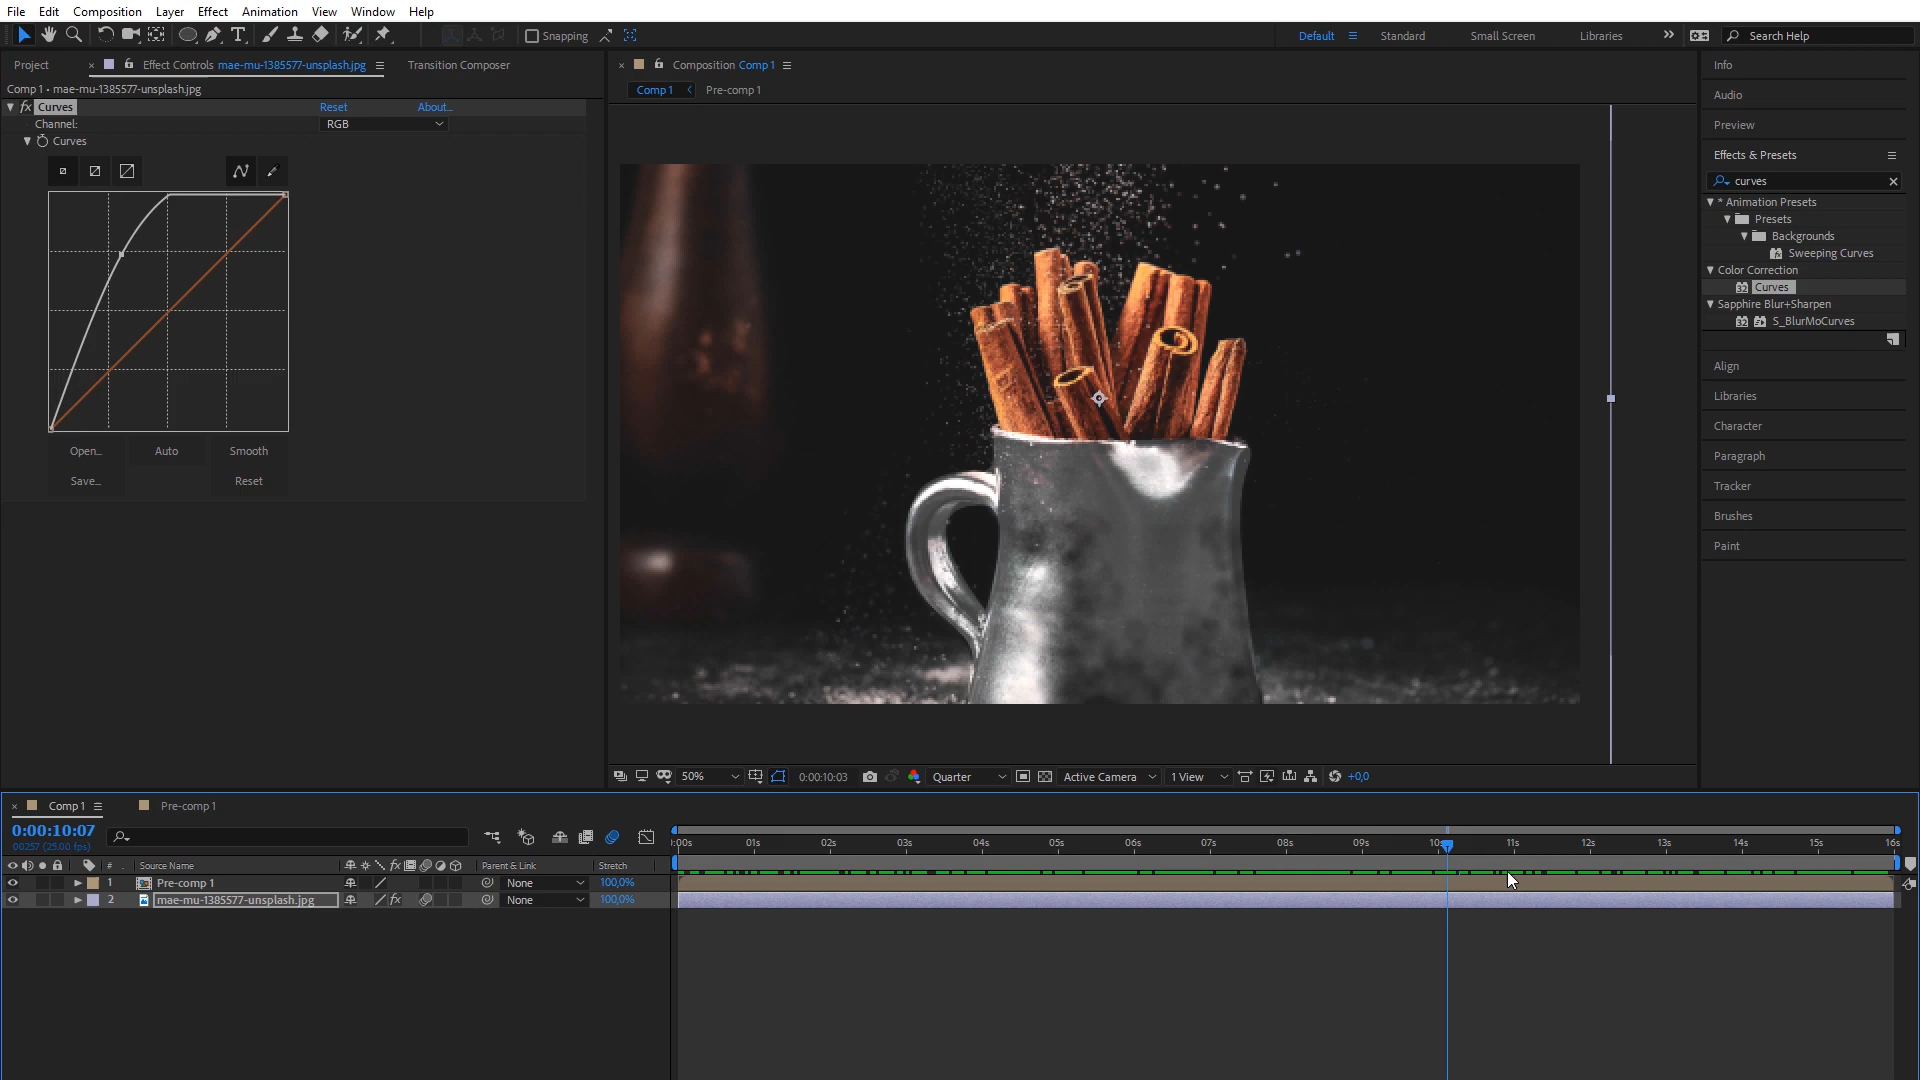 File Edit Composition Layer Effect Animation View Window Help
Snapping Default Standard Small Screen Libraries Search Help
Project Effect Controls mae-mu-1385577-unsplash.jpg Transition Composer
Comp 1 • mae-mu-1385577-unsplash.jpg
fx Curves Reset About...
Channel: RGB
Curves
Open... Auto Smooth
Save... Reset
Composition Comp 1
Comp 1 Pre-comp 1
50% 0:00:10:03 Quarter Active Camera 1 View +0,0
Info
Audio
Preview
Effects & Presets
curves
* Animation Presets
Presets
Backgrounds
Sweeping Curves
Color Correction
32 Curves
Sapphire Blur+Sharpen
32 S_BlurMoCurves
Align
Libraries
Character
Paragraph
Tracker
Brushes
Paint
Comp 1 Pre-comp 1
0:00:10:07
00257 (25.00 fps)
:00s 01s 02s 03s 04s 05s 06s 07s 08s 09s 10s 11s 12s 13s 14s 15s 16s
# Source Name fx Parent & Link Stretch
1 Pre-comp 1 None 100,0%
2 mae-mu-1385577-unsplash.jpg fx None 100,0%